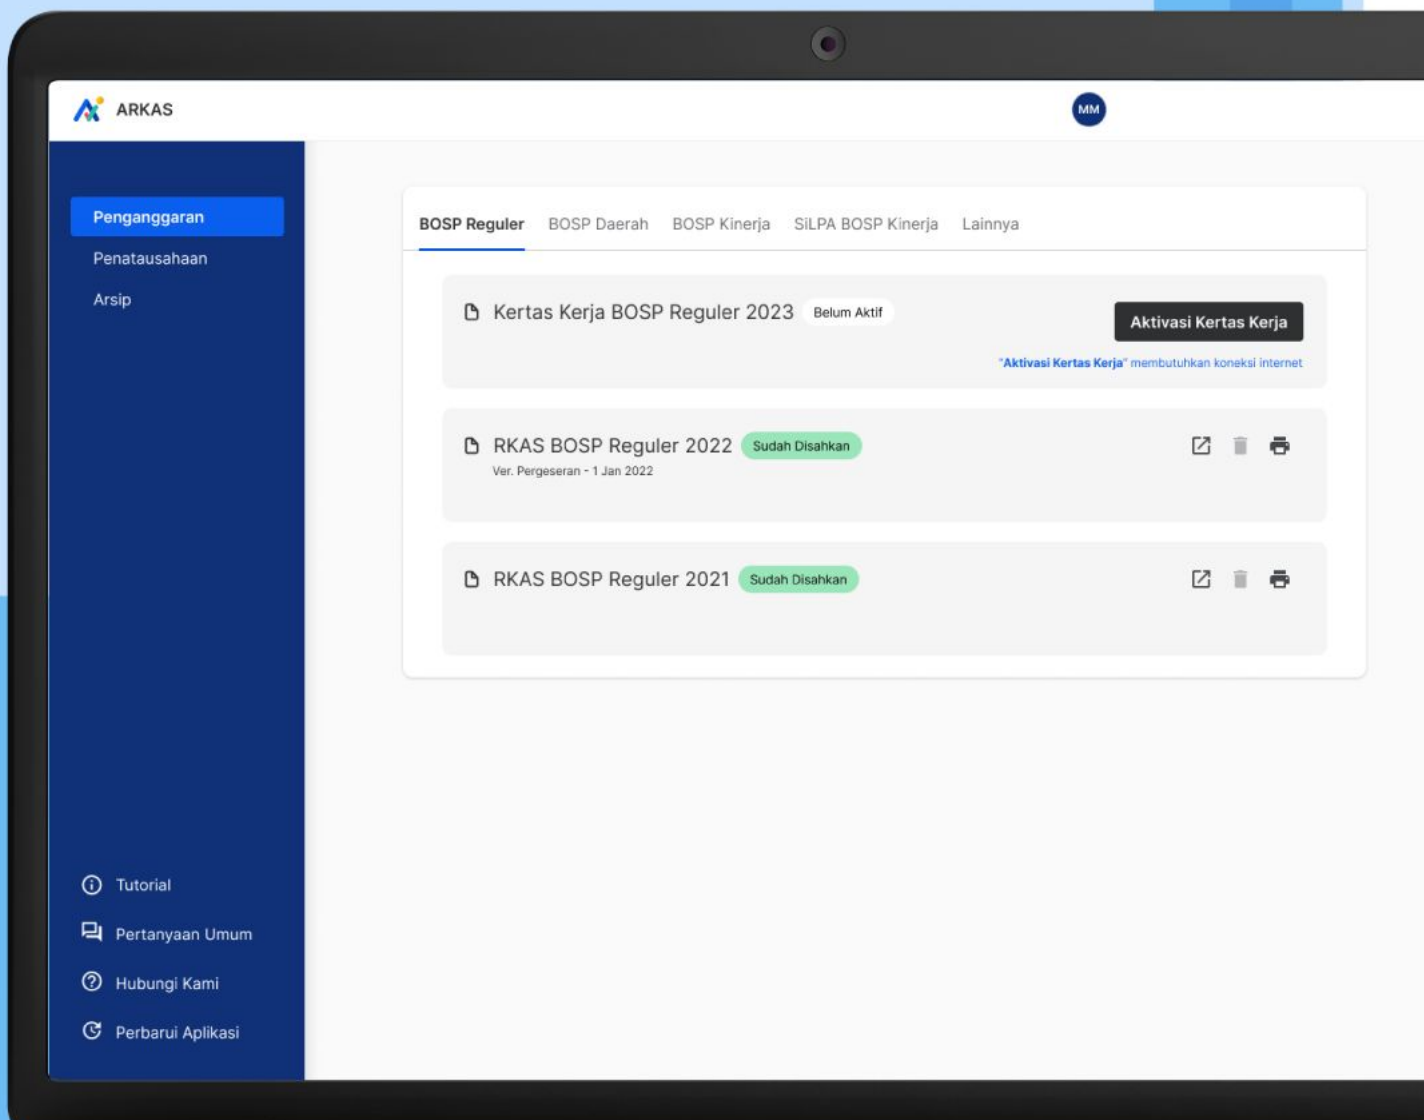 ARKAS
MM
Penganggaran
Penatausahaan
Arsip
BOSP Reguler BOSP Daerah BOSP Kinerja SiLPA BOSP Kinerja Lainnya
Kertas Kerja BOSP Reguler 2023 Belum Aktif
Aktivasi Kertas Kerja
"Aktivasi Kertas Kerja" membutuhkan koneksi internet
RKAS BOSP Reguler 2022 Sudah Disahkan
Ver. Pergeseran - 1 Jan 2022
RKAS BOSP Reguler 2021 Sudah Disahkan
Tutorial
Pertanyaan Umum
Hubungi Kami
Perbarui Aplikasi